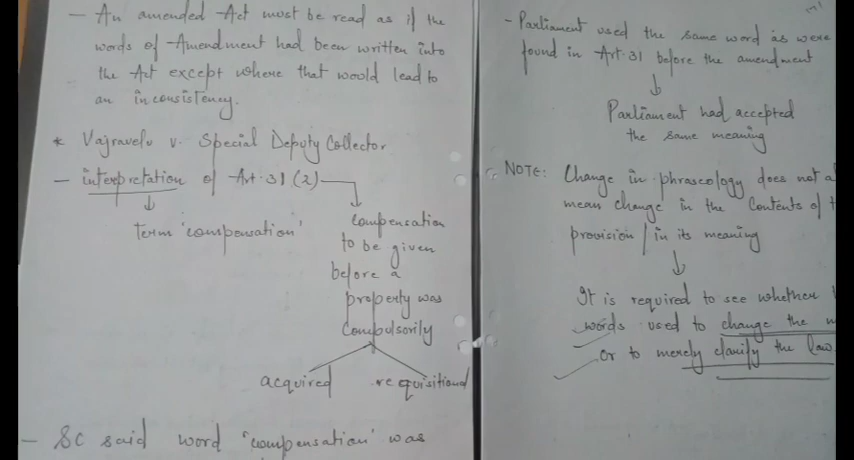 - An amended Act must be read as if the
words of Amendment had been written into
the Act except where that would lead to
an inconsistency.
* Vajravelu v. Special Deputy Collector
- interpretation of Art. 31 (2)
term 'compensation'
compensation
to be given
before a
property was
compulsorily
acquired requisitioned
- SC said word 'compensation' was
- Parliament used the same word as were
found in Art. 31 before the amendment
Parliament had accepted
the same meaning
NOTE: Change in phraseology does not
mean change in the contents of
provision / in its meaning
It is required to see whether
words used to change the
or to merely clarify the law